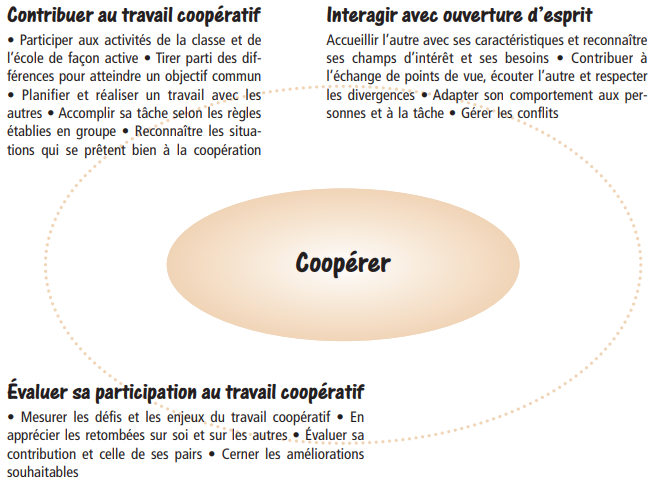 Contribuer au travail coopératif
• Participer aux activités de la classe et de
l'école de façon active • Tirer parti des dif-
férences pour atteindre un objectif commun
• Planifier et réaliser un travail avec les
autres • Accomplir sa tâche selon les règles
établies en groupe • Reconnaître les situa-
tions qui se prêtent bien à la coopération
Interagir avec ouverture d'esprit
Accueillir l'autre avec ses caractéristiques et reconnaître
ses champs d'intérêt et ses besoins • Contribuer à
l'échange de points de vue, écouter l'autre et respecter
les divergences • Adapter son comportement aux per-
sonnes et à la tâche • Gérer les conflits
Coopérer
Évaluer sa participation au travail coopératif
• Mesurer les défis et les enjeux du travail coopératif • En
apprécier les retombées sur soi et sur les autres • Évaluer sa
contribution et celle de ses pairs • Cerner les améliorations
souhaitables